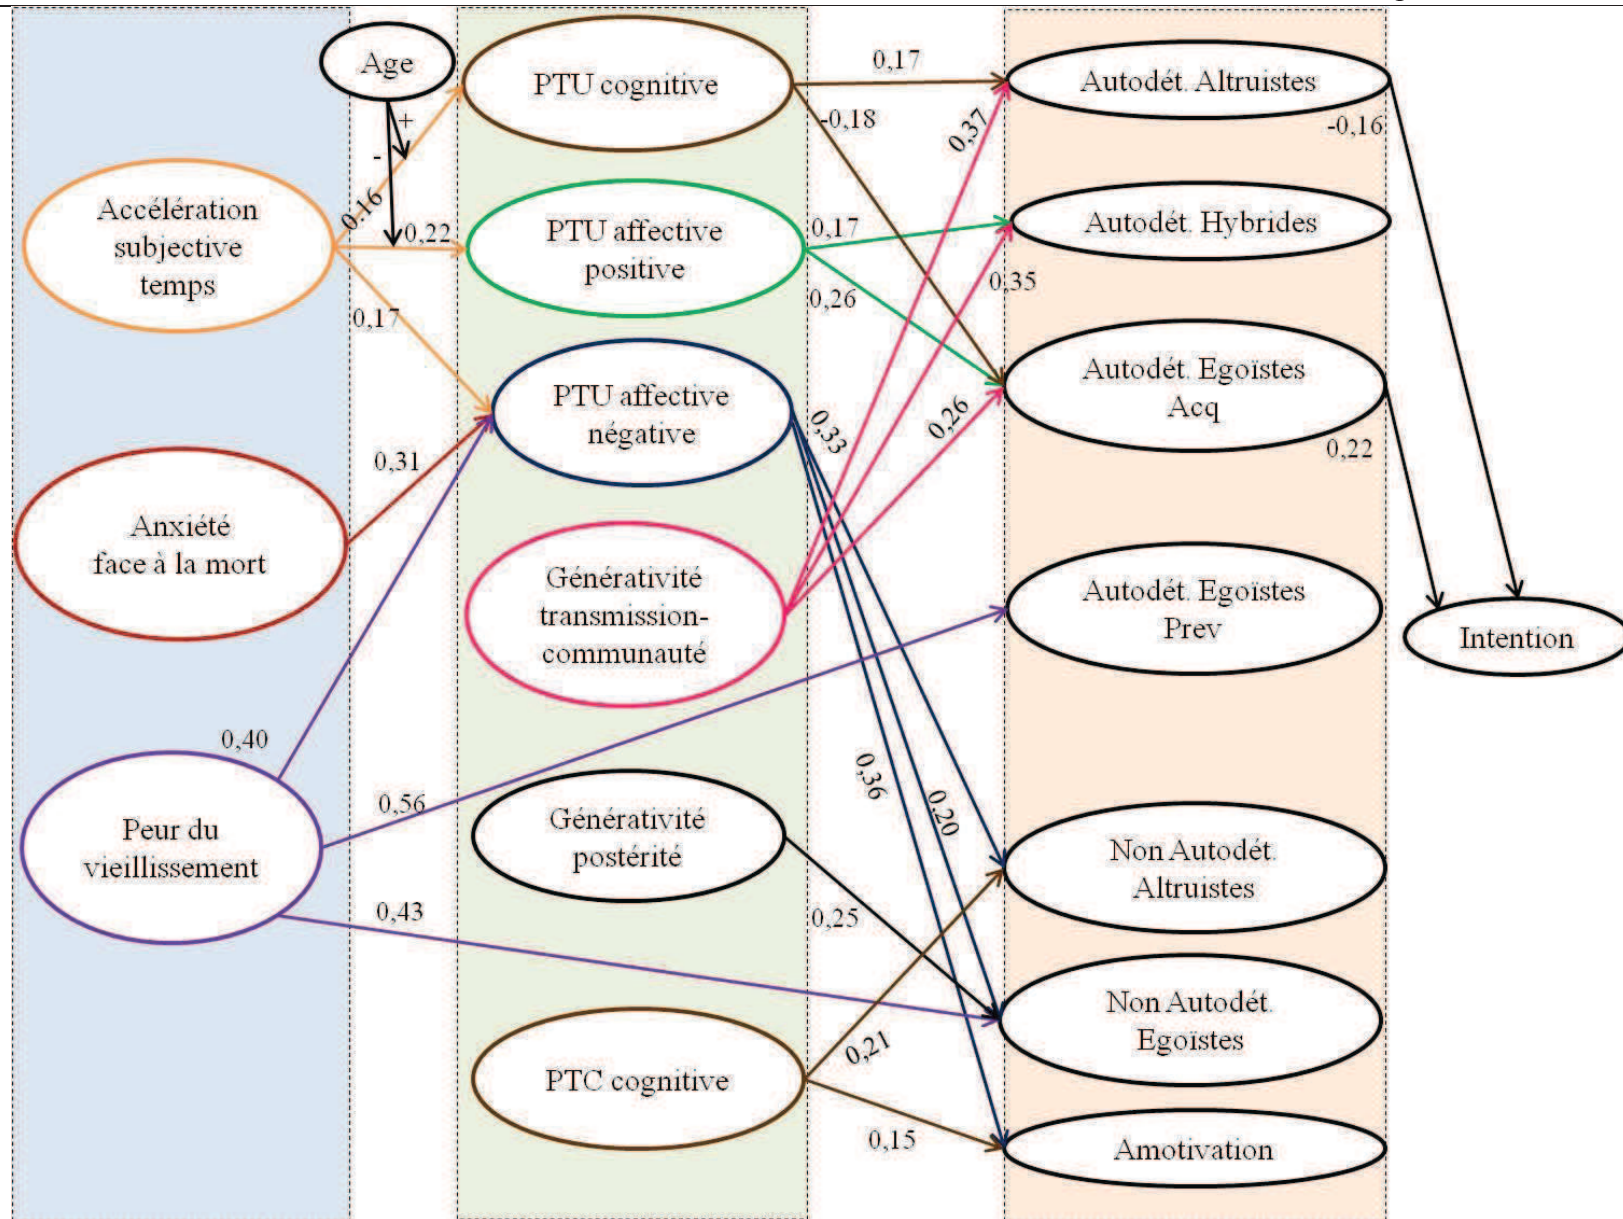 Age
+
-
Accélération
subjective
temps
0.16
0,22
0,17
Anxiété
face à la mort
0,31
Peur du
vieillissement
0,40
0,56
0,43
PTU cognitive
PTU affective
positive
PTU affective
négative
Générativité
transmission-
communauté
Générativité
postérité
PTC cognitive
0,17
-0,18
0,37
0,17
0,26
0,35
0,33
0,26
0,36
0,20
0,25
0,21
0,15
Autodét. Altruistes
-0,16
Autodét. Hybrides
Autodét. Egoïstes
Acq
0,22
Autodét. Egoïstes
Prev
Non Autodét.
Altruistes
Non Autodét.
Egoïstes
Amotivation
Intention